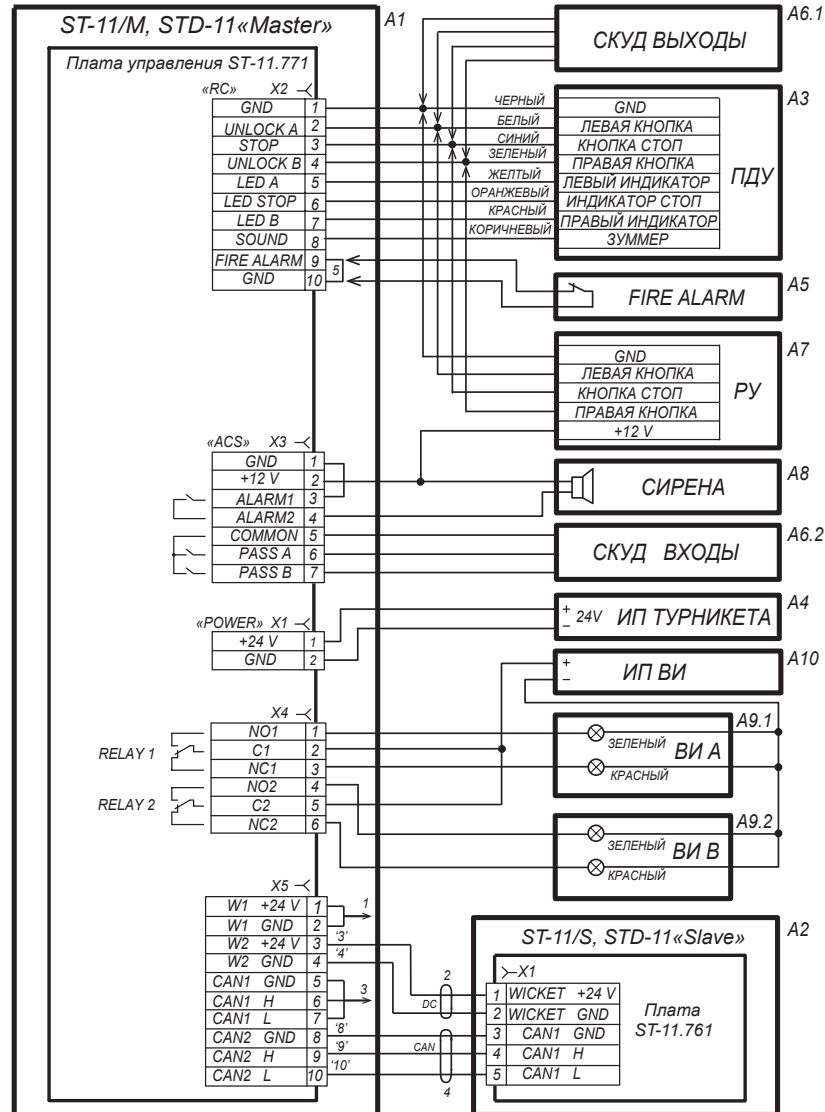 ST-11/M, STD-11«Master»
A1
Плата управления ST-11.771
«RC» X2
GND 1
UNLOCK A 2
STOP 3
UNLOCK B 4
LED A 5
LED STOP 6
LED B 7
SOUND 8
FIRE ALARM 9
GND 10
5
СКУД ВЫХОДЫ
A6.1
ЧЕРНЫЙ
БЕЛЫЙ
СИНИЙ
ЗЕЛЕНЫЙ
ЖЕЛТЫЙ
ОРАНЖЕВЫЙ
КРАСНЫЙ
КОРИЧНЕВЫЙ
GND
ЛЕВАЯ КНОПКА
КНОПКА СТОП
ПРАВАЯ КНОПКА
ЛЕВЫЙ ИНДИКАТОР
ИНДИКАТОР СТОП
ПРАВЫЙ ИНДИКАТОР
ЗУММЕР
ПДУ
A3
FIRE ALARM
A5
GND
ЛЕВАЯ КНОПКА
КНОПКА СТОП
ПРАВАЯ КНОПКА
+12 V
РУ
A7
«ACS» X3
GND 1
+12 V 2
ALARM1 3
ALARM2 4
COMMON 5
PASS A 6
PASS B 7
СИРЕНА
A8
СКУД ВХОДЫ
A6.2
«POWER» X1
+24 V 1
GND 2
+
–
24V ИП ТУРНИКЕТА
A4
+
–
ИП ВИ
A10
X4
NO1 1
C1 2
NC1 3
NO2 4
C2 5
NC2 6
RELAY 1
RELAY 2
ЗЕЛЕНЫЙ
КРАСНЫЙ
ВИ А
A9.1
ЗЕЛЕНЫЙ
КРАСНЫЙ
ВИ В
A9.2
X5
W1 +24 V 1
W1 GND 2
W2 +24 V 3
W2 GND 4
CAN1 GND 5
CAN1 H 6
CAN1 L 7
CAN2 GND 8
CAN2 H 9
CAN2 L 10
1
‘3’
‘4’
3
‘8’
‘9’
‘10’
2
DC
CAN
4
ST-11/S, STD-11«Slave»
A2
X1
1 WICKET +24 V
2 WICKET GND
3 CAN1 GND
4 CAN1 H
5 CAN1 L
Плата
ST-11.761